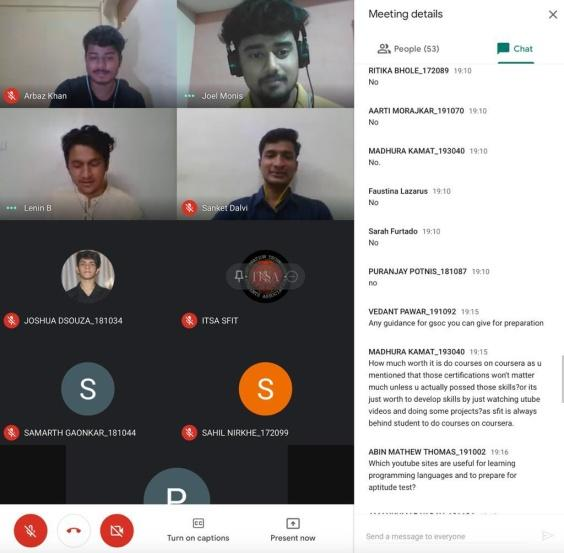 Meeting details
People (53)
Chat
RITIKA BHOLE_172089 19:10
No
AARTI MORAJKAR_191070 19:10
No
MADHURA KAMAT_193040 19:10
No.
Faustina Lazarus 19:10
No
Sarah Furtado 19:10
No
PURANJAY POTNIS_181087 19:10
no
VEDANT PAWAR_191092 19:15
Any guidance for gsoc you can give for preparation
MADHURA KAMAT_193040 19:15
How much worth it is do courses on coursera as u
mentioned that those certifications won't matter
much unless u actually possed those skills?or its
just worth to develop skills by just watching utube
videos and doing some projects?as sfit is always
behind student to do courses on coursera.
ABIN MATHEW THOMAS_191002 19:16
Which youtube sites are useful for learning
programming languages and to prepare for
aptitude test?
Send a message to everyone
Arbaz Khan
Joel Monis
Lenin B
Sanket Dalvi
JOSHUA DSOUZA_181034
ITSA
ITSA SFIT
S
SAMARTH GAONKAR_181044
S
SAHIL NIRKHE_172099
CC
Turn on captions
Present now